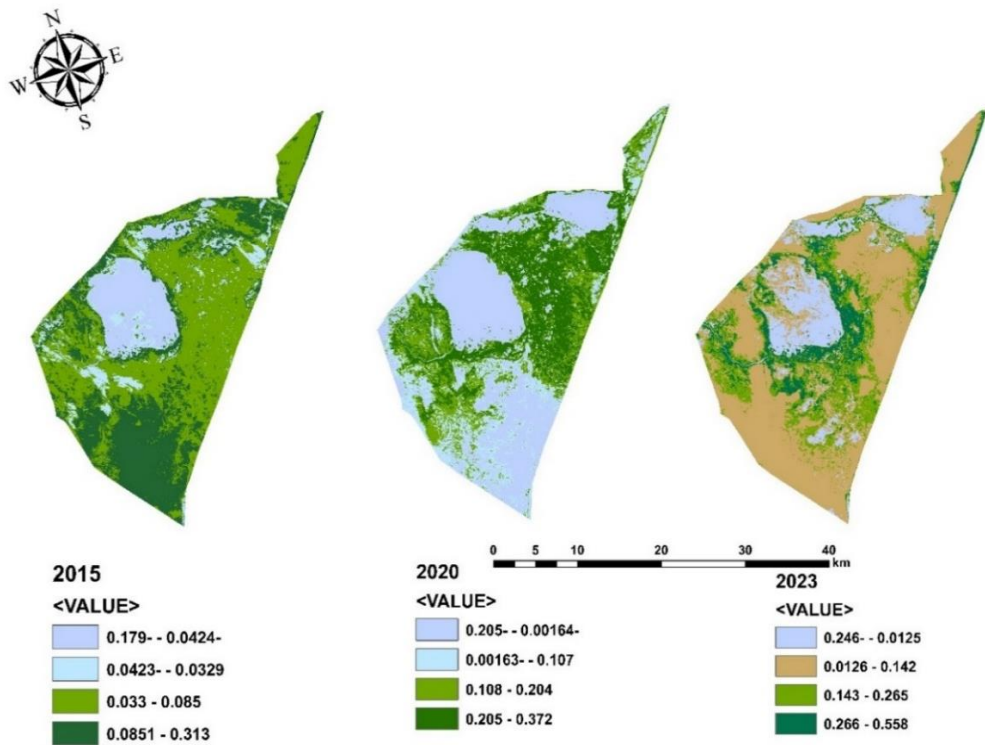 N
W E
S
0 5 10 20 30 40
km
2015
<VALUE>
0.179- - 0.0424-
0.0423- - 0.0329
0.033 - 0.085
0.0851 - 0.313
2020
<VALUE>
0.205- - 0.00164-
0.00163- - 0.107
0.108 - 0.204
0.205 - 0.372
2023
<VALUE>
0.246- - 0.0125
0.0126 - 0.142
0.143 - 0.265
0.266 - 0.558